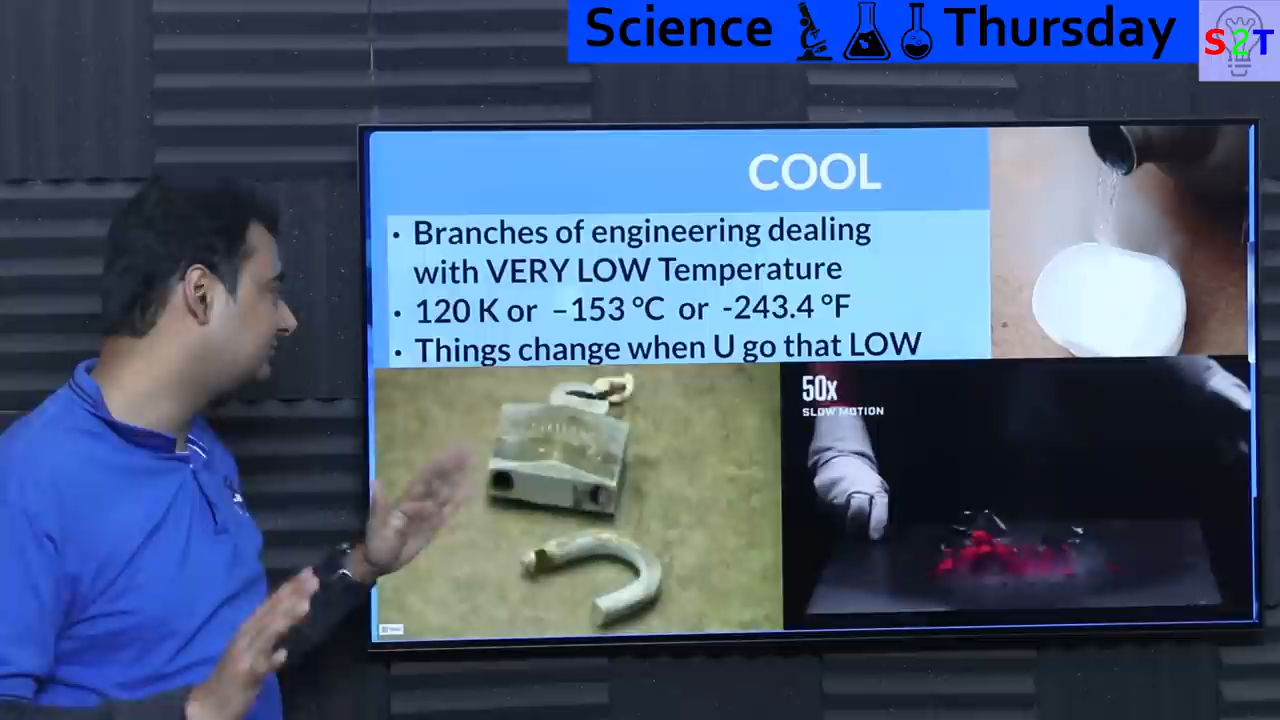 Science Thursday
S2T
COOL
• Branches of engineering dealing
with VERY LOW Temperature
• 120 K or –153 °C or -243.4 °F
• Things change when U go that LOW
50x
SLOW MOTION